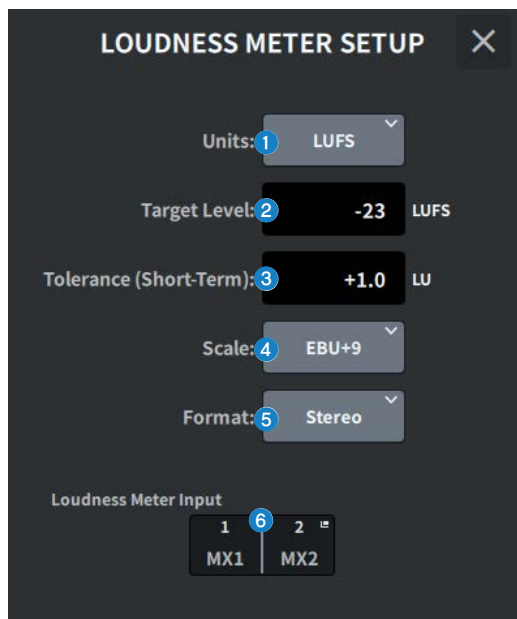 LOUDNESS METER SETUP ×
Units: 1 LUFS
Target Level: 2 -23 LUFS
Tolerance (Short-Term): 3 +1.0 LU
Scale: 4 EBU+9
Format: 5 Stereo
Loudness Meter Input
6
1 2
MX1 MX2